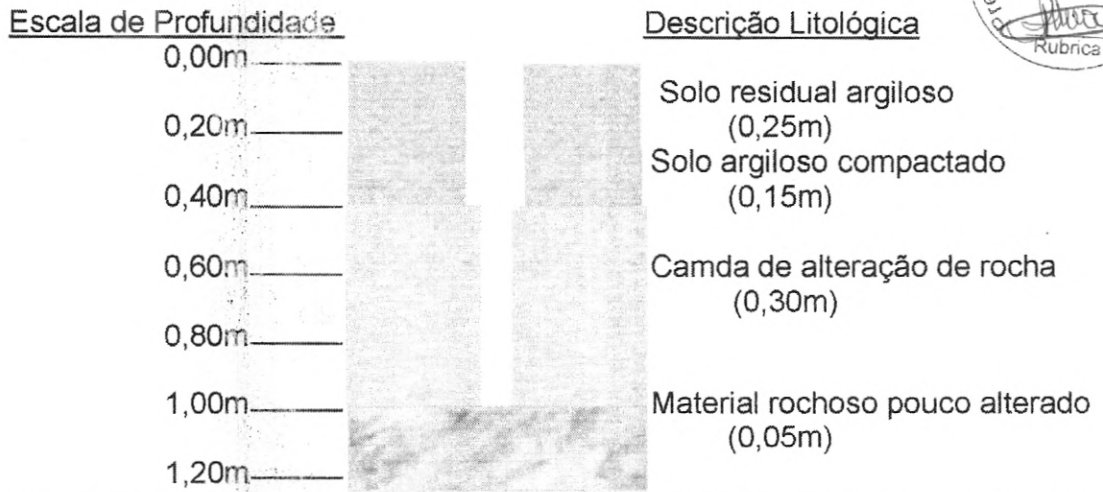 Escala de Profundidade
Descrição Litológica
Rubrica
0,00m
Solo residual argiloso
(0,25m)
0,20m
Solo argiloso compactado
(0,15m)
0,40m
0,60m
Camda de alteração de rocha
(0,30m)
0,80m
1,00m
Material rochoso pouco alterado
(0,05m)
1,20m